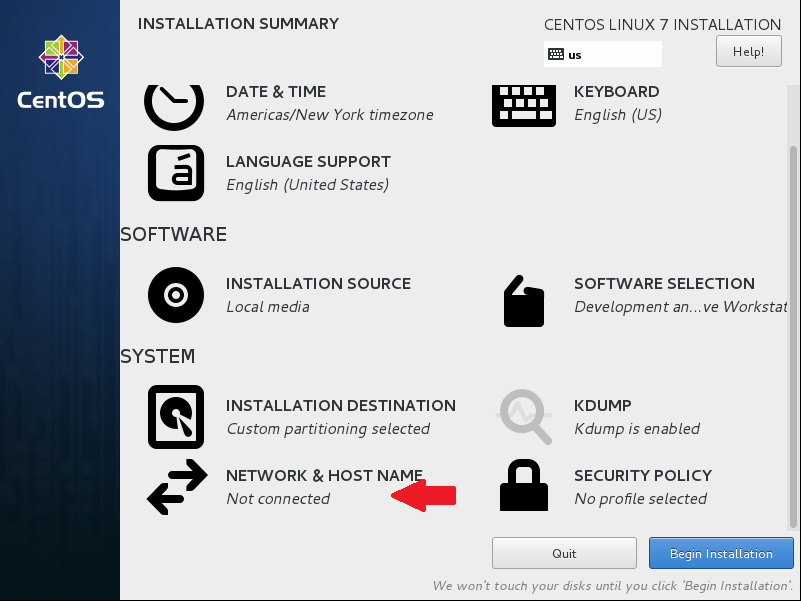 INSTALLATION SUMMARY
CENTOS LINUX 7 INSTALLATION
us
Help!
CentOS
DATE & TIME
Americas/New York timezone
KEYBOARD
English (US)
á
LANGUAGE SUPPORT
English (United States)
SOFTWARE
INSTALLATION SOURCE
Local media
SOFTWARE SELECTION
Development an...ve Workstat
SYSTEM
INSTALLATION DESTINATION
Custom partitioning selected
KDUMP
Kdump is enabled
NETWORK & HOST NAME
Not connected
SECURITY POLICY
No profile selected
Quit
Begin Installation
We won't touch your disks until you click 'Begin Installation'.